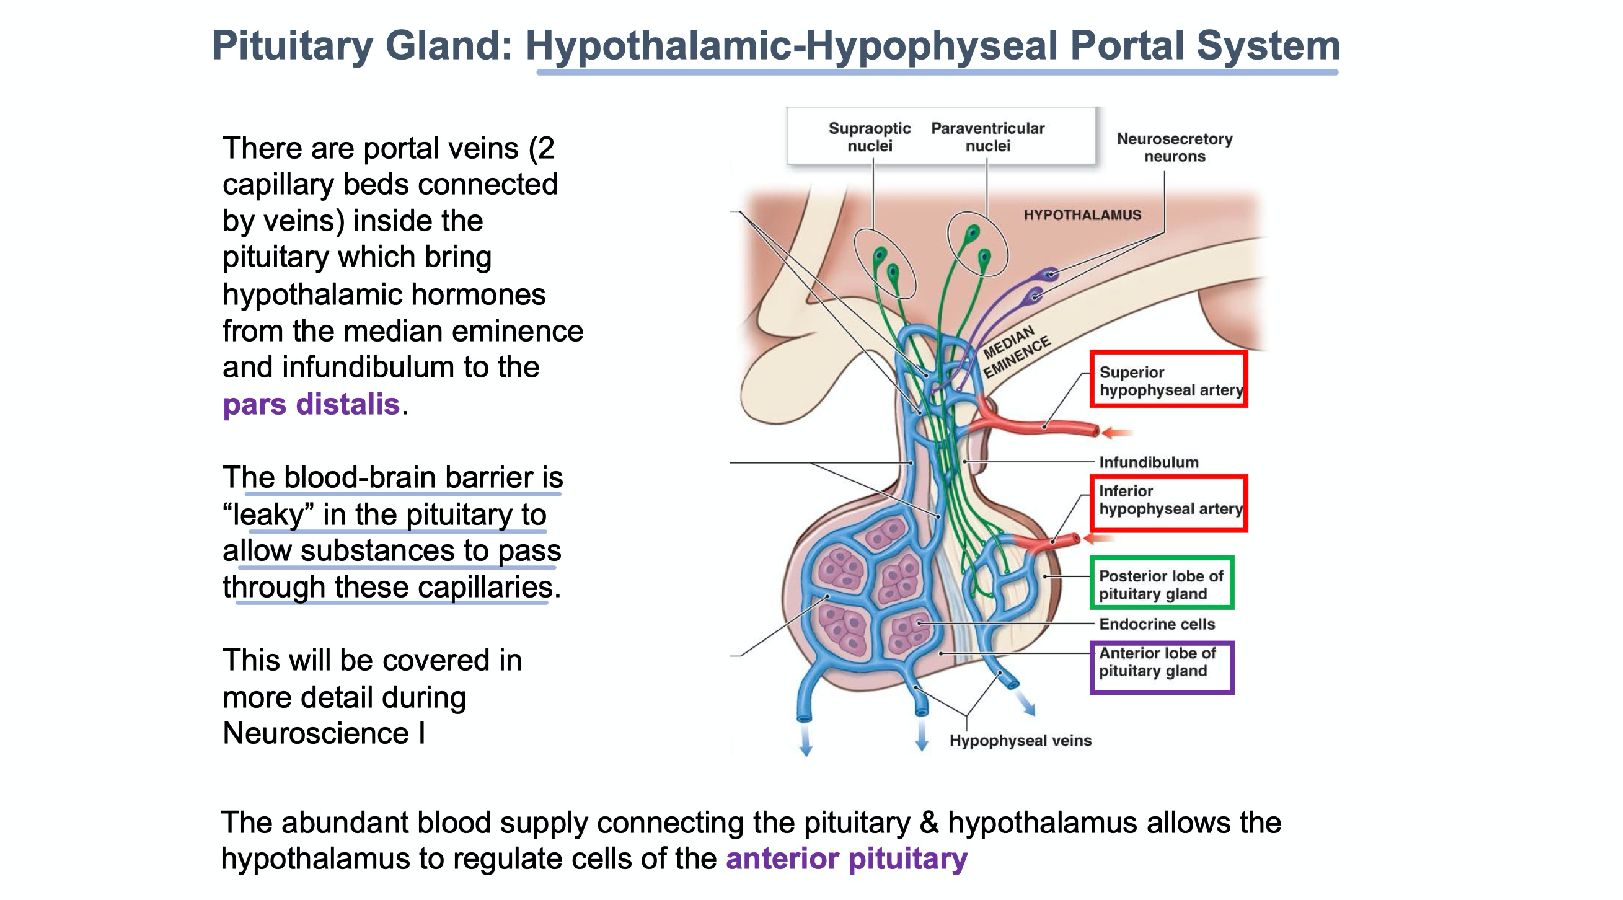 Pituitary Gland: Hypothalamic-Hypophyseal Portal System
There are portal veins (2
capillary beds connected
by veins) inside the
pituitary which bring
hypothalamic hormones
from the median eminence
and infundibulum to the
pars distalis.
The blood-brain barrier is
“leaky” in the pituitary to
allow substances to pass
through these capillaries.
This will be covered in
more detail during
Neuroscience I
Supraoptic
nuclei
Paraventricular
nuclei
Neurosecretory
neurons
HYPOTHALAMUS
MEDIAN
EMINENCE
Superior
hypophyseal artery
Infundibulum
Inferior
hypophyseal artery
Posterior lobe of
pituitary gland
Endocrine cells
Anterior lobe of
pituitary gland
Hypophyseal veins
The abundant blood supply connecting the pituitary & hypothalamus allows the
hypothalamus to regulate cells of the anterior pituitary